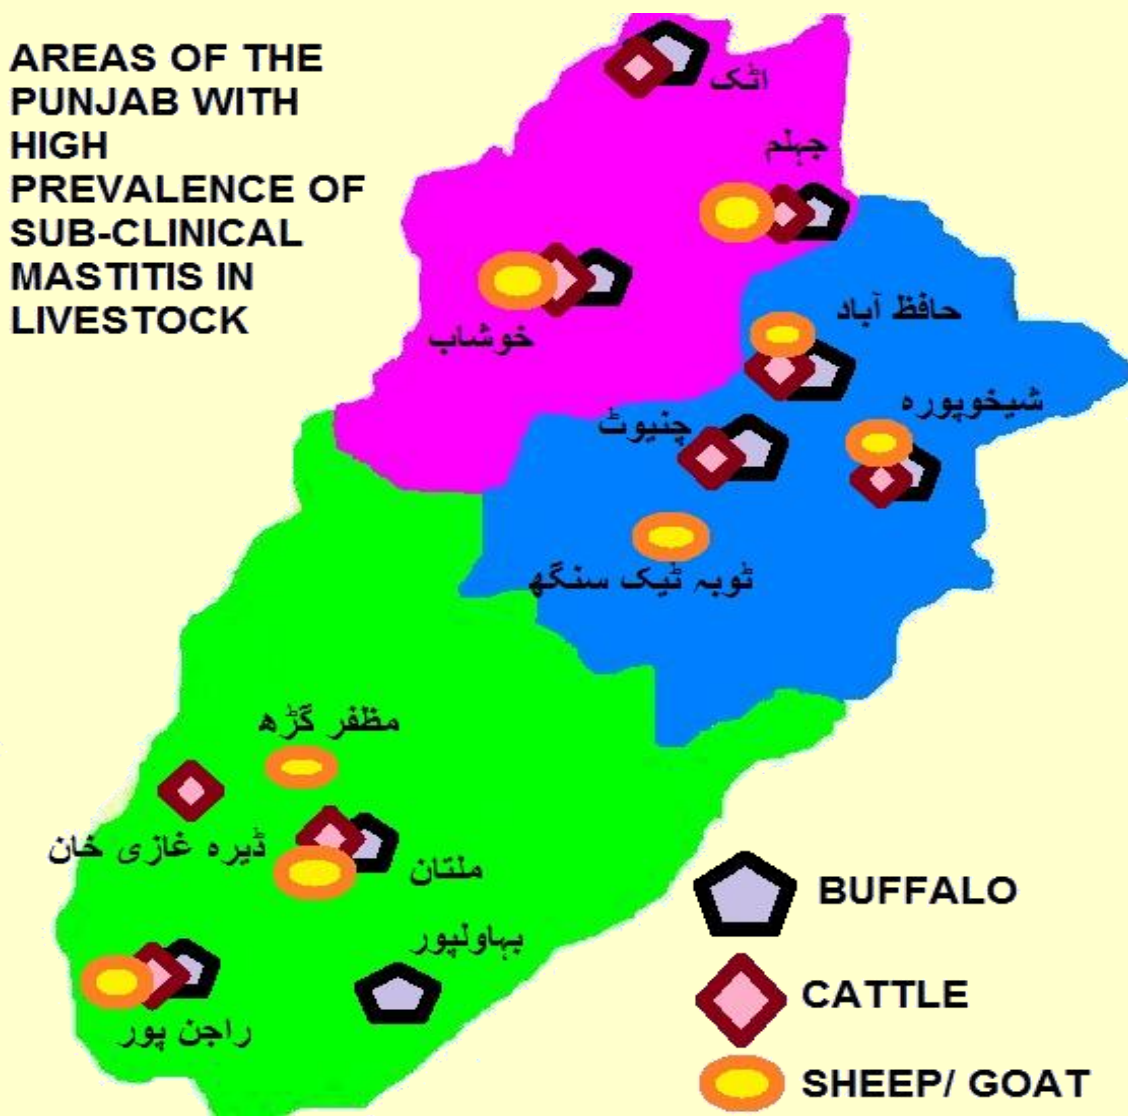 AREAS OF THE
PUNJAB WITH
HIGH
PREVALENCE OF
SUB-CLINICAL
MASTITIS IN
LIVESTOCK
اٹک
جہلم
خوشاب
حافظ آباد
شیخوپورہ
چنیوٹ
ٹوبہ ٹیک سنگھ
مظفر گڑھ
ڈیرہ غازی خان
ملتان
بہاولپور
راجن پور
BUFFALO
CATTLE
SHEEP/ GOAT